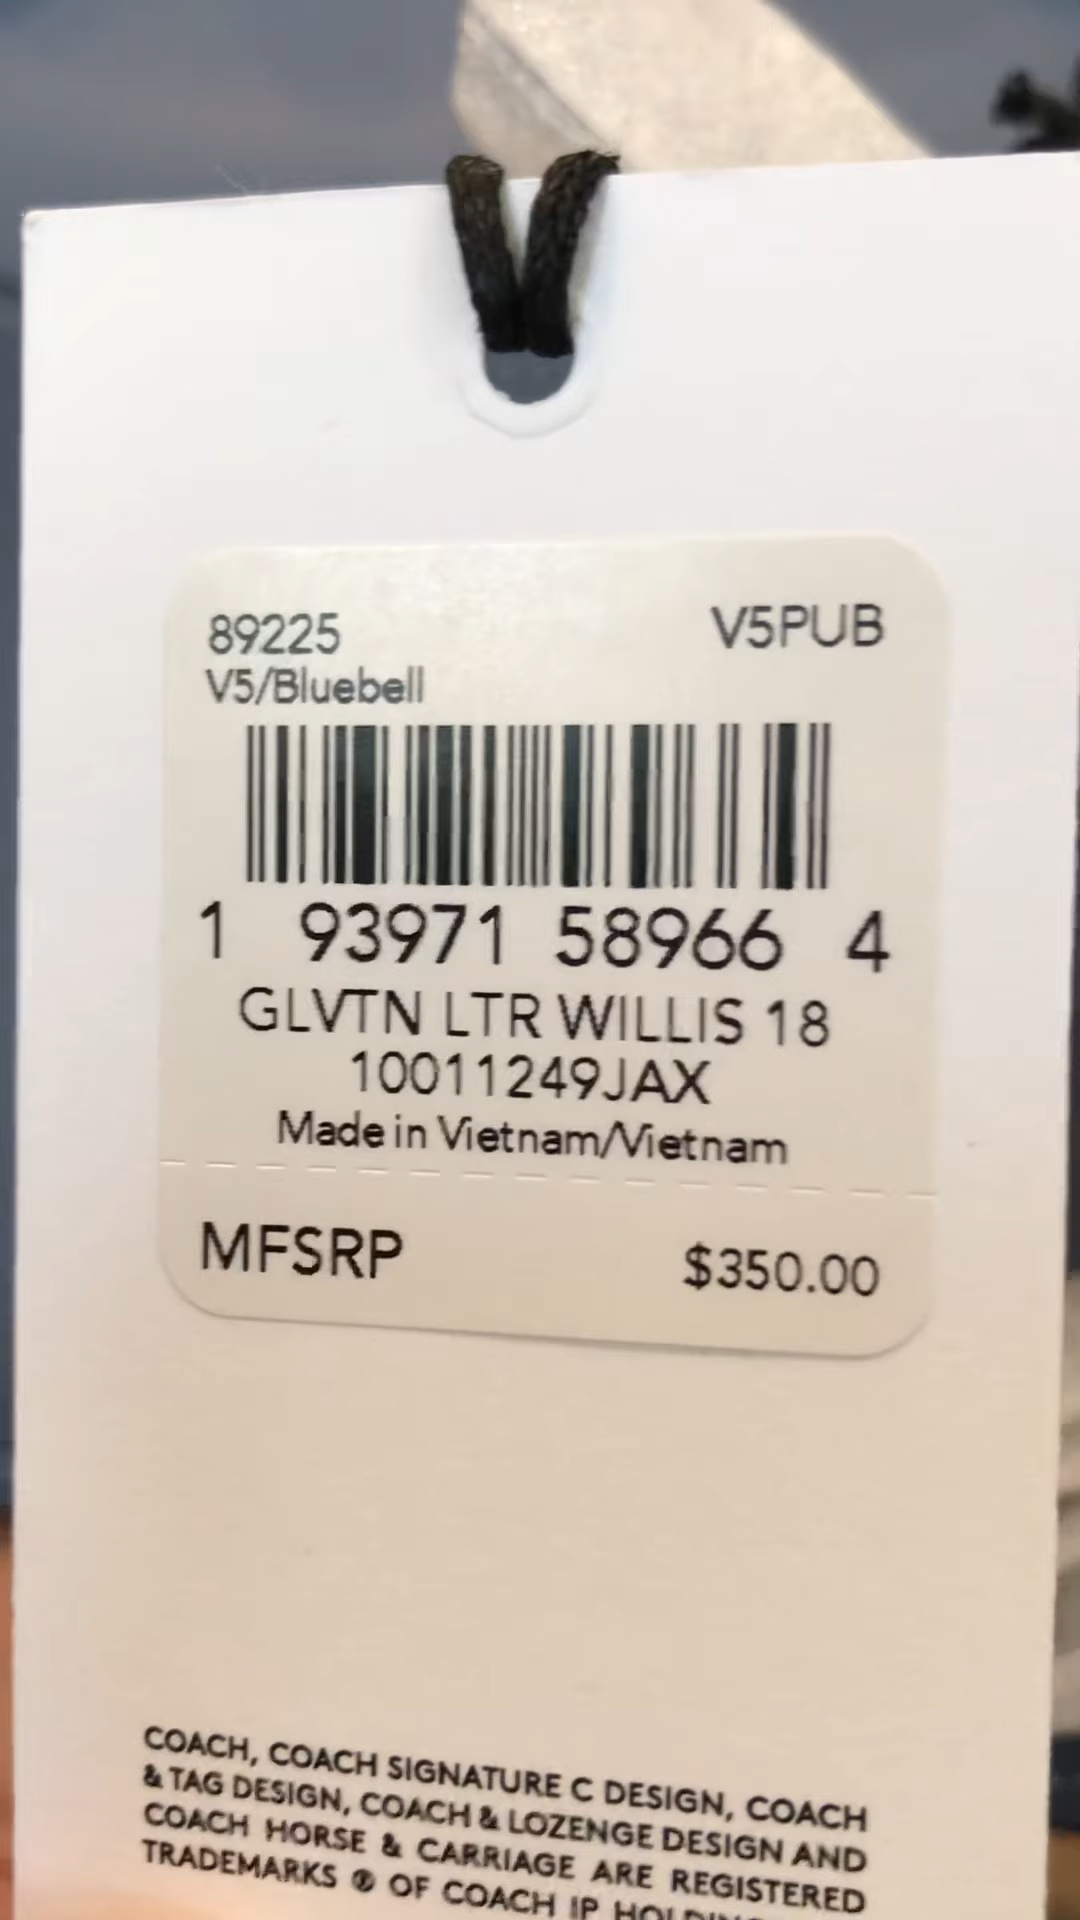 89225 V5PUB
V5/Bluebell
1 93971 58966 4
GLVTN LTR WILLIS 18
10011249JAX
Made in Vietnam/Vietnam
MFSRP $350.00
COACH, COACH SIGNATURE C DESIGN, COACH
& TAG DESIGN, COACH & LOZENGE DESIGN AND
COACH HORSE & CARRIAGE ARE REGISTERED
TRADEMARKS ® OF COACH IP